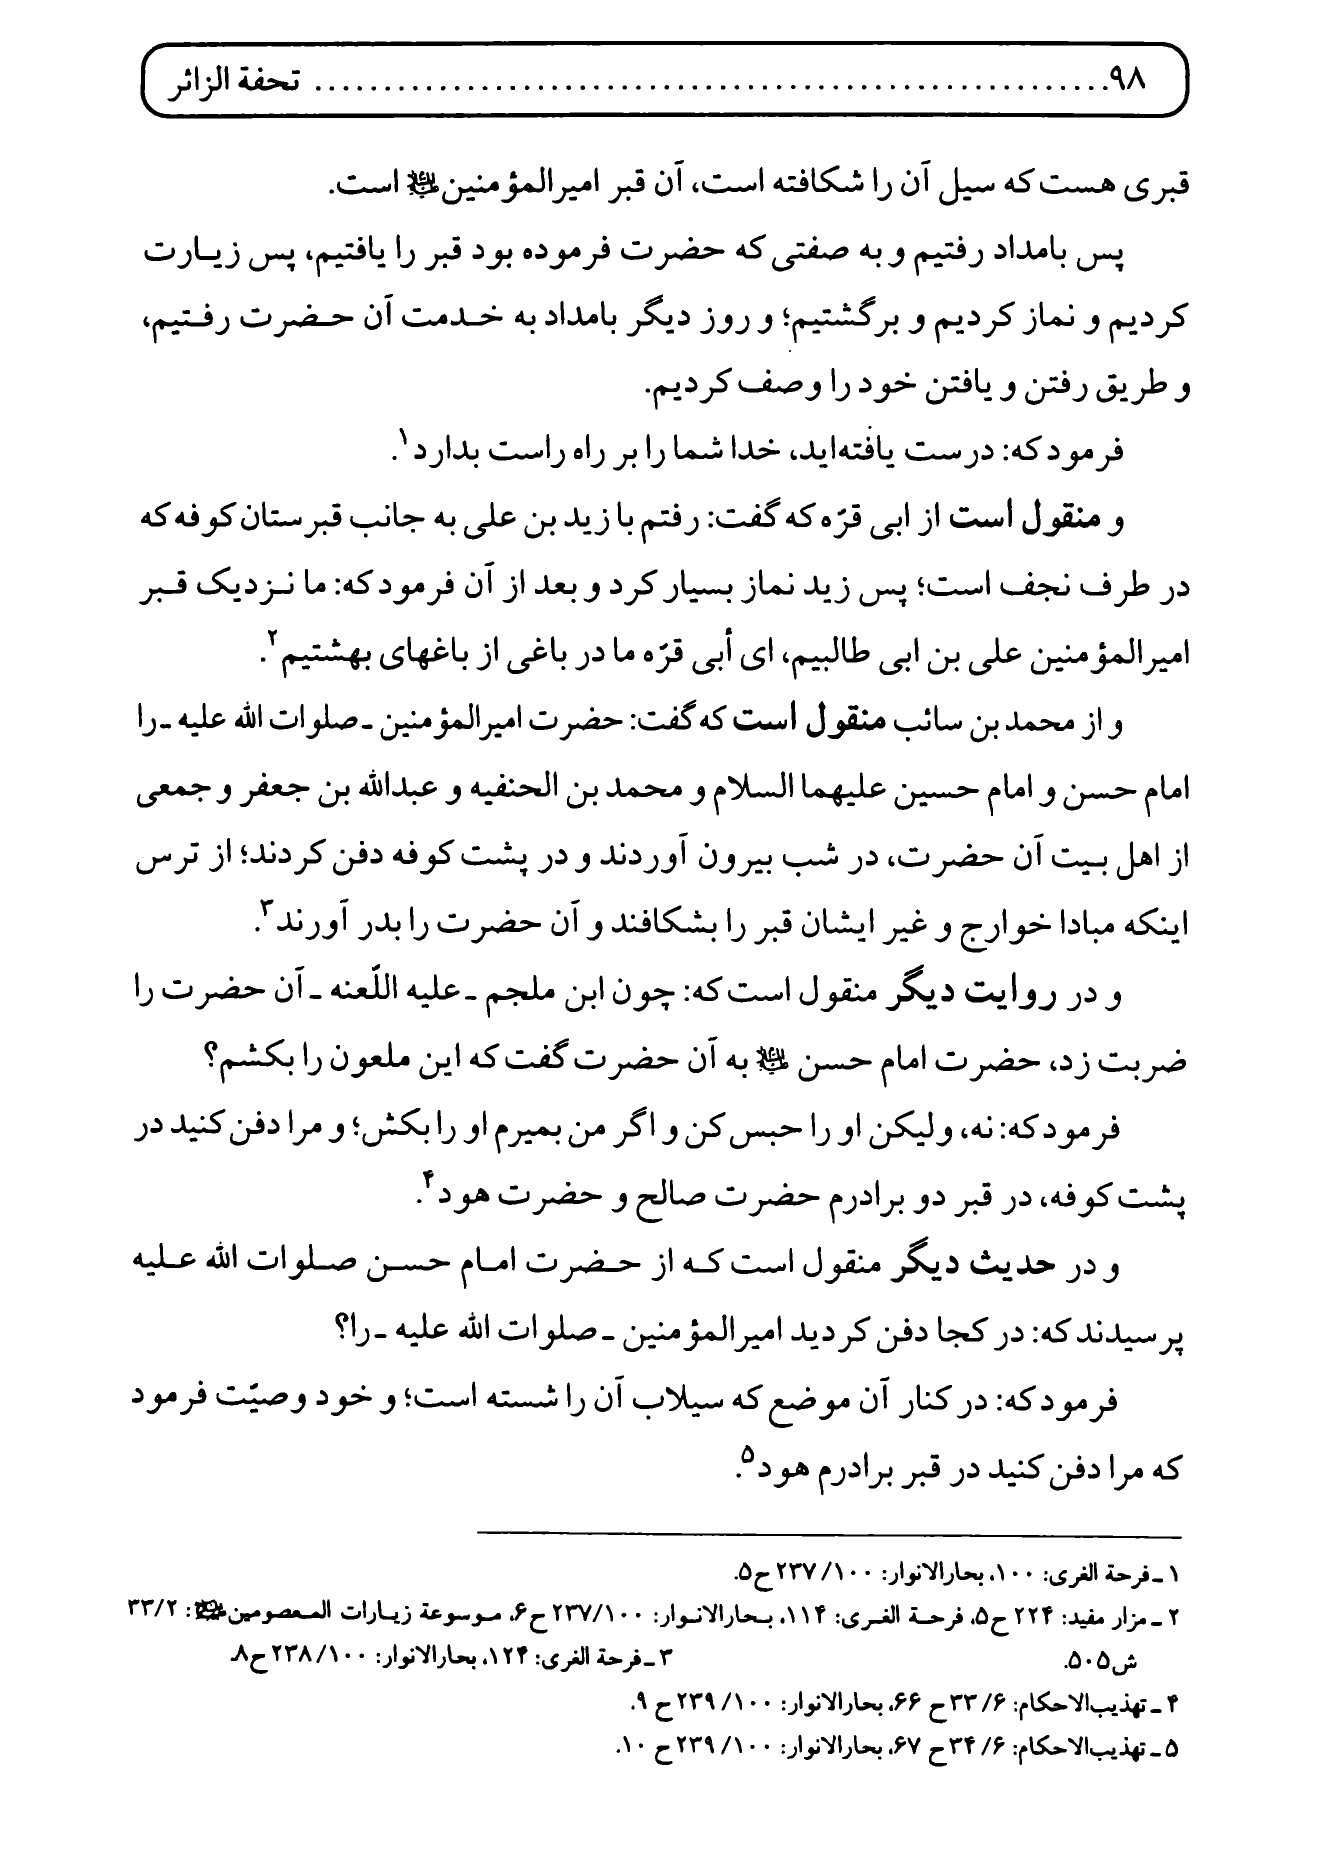 ۹۸ ........................................................ تحفة الزائر
قبری هست که سیل آن را شکافته است، آن قبر امیرالمؤمنین علیه السلام است.
پس بامداد رفتیم و به صفتی که حضرت فرموده بود قبر را یافتیم، پس زیارت
کردیم و نماز کردیم و برگشتیم؛ و روز دیگر بامداد به خدمت آن حضرت رفتیم،
و طریق رفتن و یافتن خود را وصف کردیم.
فرمود که: درست یافته‌اید، خدا شما را بر راه راست بدارد۱.
و منقول است از ابی قرّه که گفت: رفتم با زید بن علی به جانب قبرستان کوفه که
در طرف نجف است؛ پس زید نماز بسیار کرد و بعد از آن فرمود که: ما نزدیک قبر
امیرالمؤمنین علی بن ابی طالبیم، ای أبی قرّه ما در باغی از باغهای بهشتیم۲.
و از محمد بن سائب منقول است که گفت: حضرت امیرالمؤمنین ـ صلوات الله علیه ـ را
امام حسن و امام حسین علیهما السلام و محمد بن الحنفیه و عبدالله بن جعفر و جمعی
از اهل بیت آن حضرت، در شب بیرون آوردند و در پشت کوفه دفن کردند؛ از ترس
اینکه مبادا خوارج و غیر ایشان قبر را بشکافند و آن حضرت را بدر آورند۳.
و در روایت دیگر منقول است که: چون ابن ملجم ـ علیه اللّعنه ـ آن حضرت را
ضربت زد، حضرت امام حسن علیه السلام به آن حضرت گفت که این ملعون را بکشم؟
فرمود که: نه، ولیکن او را حبس کن و اگر من بمیرم او را بکش؛ و مرا دفن کنید در
پشت کوفه، در قبر دو برادرم حضرت صالح و حضرت هود۴.
و در حدیث دیگر منقول است که از حضرت امام حسن صلوات الله علیه
پرسیدند که: در کجا دفن کردید امیرالمؤمنین ـ صلوات الله علیه ـ را؟
فرمود که: در کنار آن موضع که سیلاب آن را شسته است؛ و خود وصیّت فرمود
که مرا دفن کنید در قبر برادرم هود۵.
۱ ـ فرحة الغری: ۱۰۰، بحارالانوار: ۱۰۰/ ۲۳۷ ح۵.
۲ ـ مزار مفید: ۲۲۴ ح۵، فرحة الغری: ۱۱۴، بحارالانوار: ۲۳۷/۱۰۰ ح۶، موسوعة زیارات المعصومین علیهم السلام: ۳۳/۲
ش۵۰۵. ۳ ـ فرحة الغری: ۱۲۴، بحارالانوار: ۱۰۰/ ۲۳۸ ح۸.
۴ ـ تهذیب‌الاحکام: ۶/ ۳۳ ح ۶۶، بحارالانوار: ۱۰۰/ ۲۳۹ ح ۹.
۵ ـ تهذیب‌الاحکام: ۶/ ۳۴ ح ۶۷، بحارالانوار: ۱۰۰/ ۲۳۹ ح ۱۰.